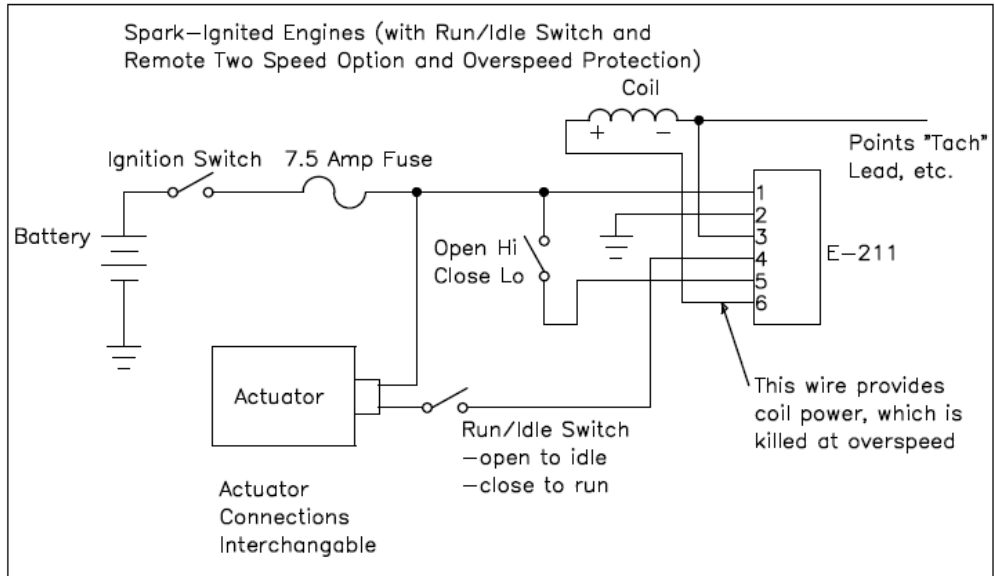 Spark-Ignited Engines (with Run/Idle Switch and
Remote Two Speed Option and Overspeed Protection)
Coil
+ -
Points "Tach"
Lead, etc.
Ignition Switch 7.5 Amp Fuse
Battery
Open Hi
Close Lo
1
2
3
4
5
6
E-211
Actuator
Run/Idle Switch
-open to idle
-close to run
This wire provides
coil power, which is
killed at overspeed
Actuator
Connections
Interchangable